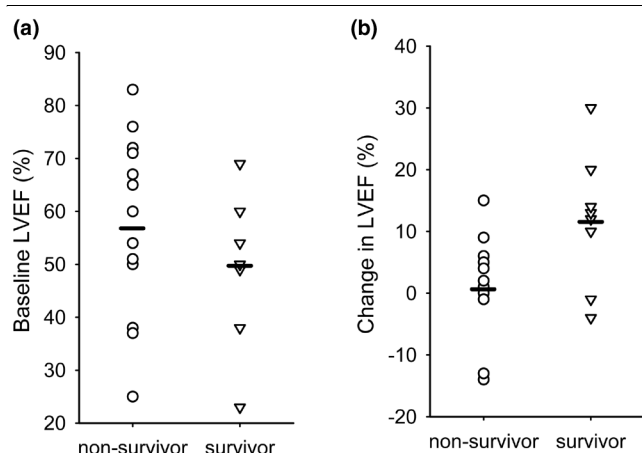 (a)
Baseline LVEF (%)
90
80
70
60
50
40
30
20
non-survivor survivor
(b)
Change in LVEF (%)
40
30
20
10
0
-10
-20
non-survivor survivor